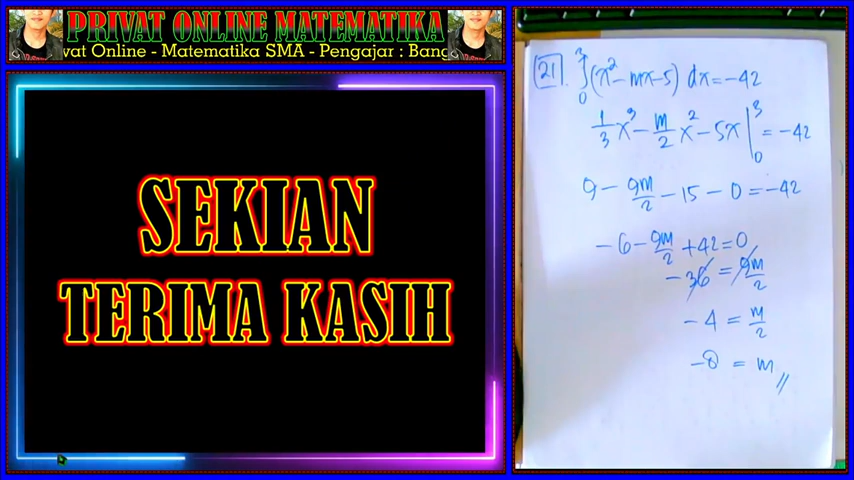 PRIVAT ONLINE MATEMATIKA
vat Online - Matematika SMA - Pengajar : Bang
SEKIAN
TERIMA KASIH
21. ∫₀³ (x² - mx - 5) dx = -42
1/3 x³ - m/2 x² - 5x |₀³ = -42
9 - 9m/2 - 15 - 0 = -42
-6 - 9m/2 + 42 = 0
-36 = 9m/2
-4 = m/2
-8 = m //